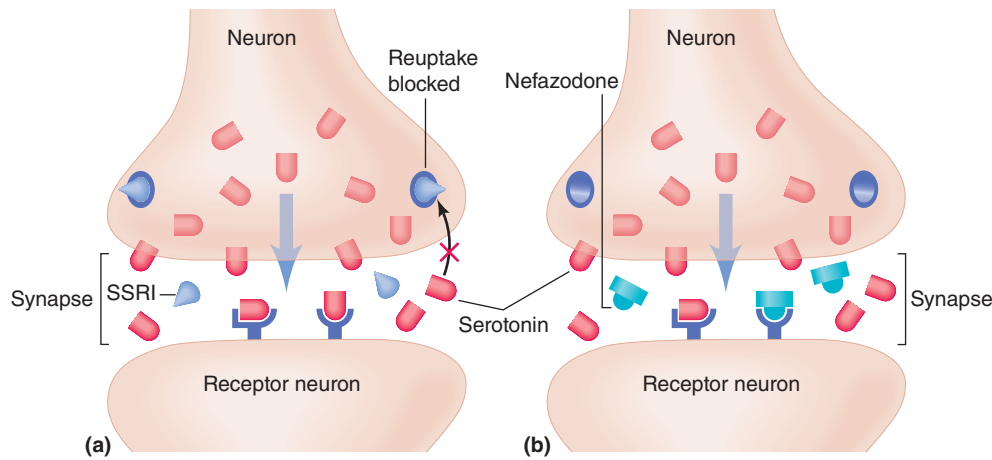 Neuron
Reuptake
blocked
Synapse
SSRI
Serotonin
Receptor neuron
(a)
Neuron
Nefazodone
Synapse
Receptor neuron
(b)